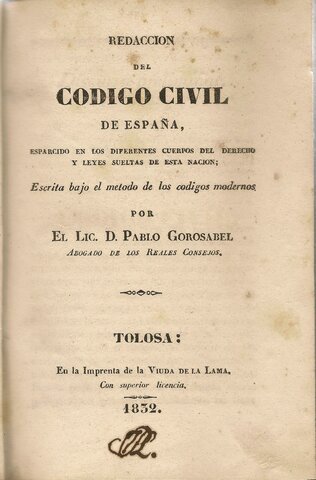 REDACCION
DEL
CODIGO CIVIL
DE ESPAÑA,
ESPARCIDO EN LOS DIFERENTES CUERPOS DEL DERECHO
Y LEYES SUELTAS DE ESTA NACION;
Escrita bajo el metodo de los codigos modernos
POR
EL LIC. D. PABLO GOROSABEL
ABOGADO DE LOS REALES CONSEJOS.
TOLOSA:
En la Imprenta de la VIUDA DE LA LAMA,
Con superior licencia,
1832.